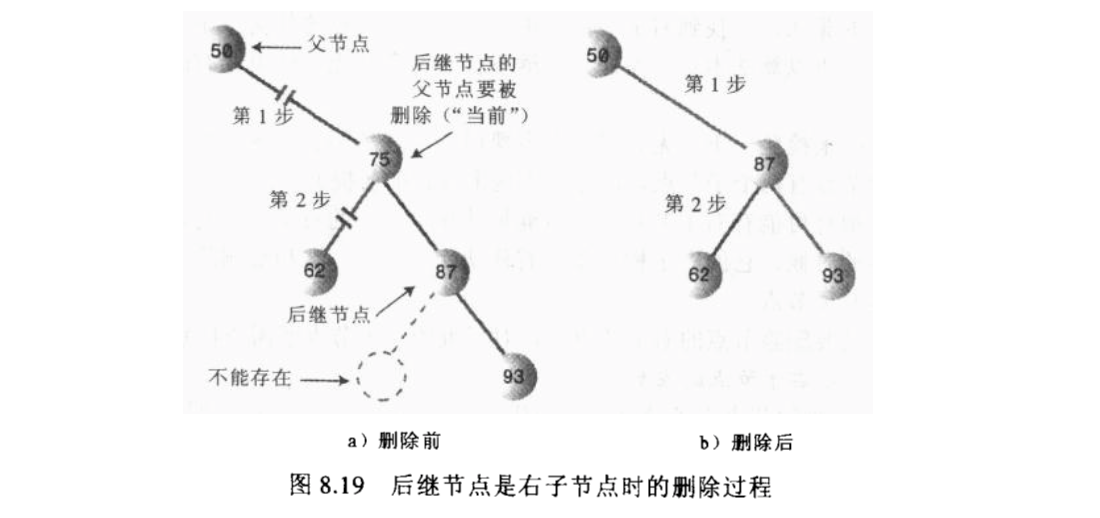 50
父节点
后继节点的
父节点要被
删除(“当前”)
第1步
75
第2步
62
87
后继节点
不能存在
93
50
第1步
87
第2步
62
93
a)删除前
b)删除后
图 8.19 后继节点是右子节点时的删除过程